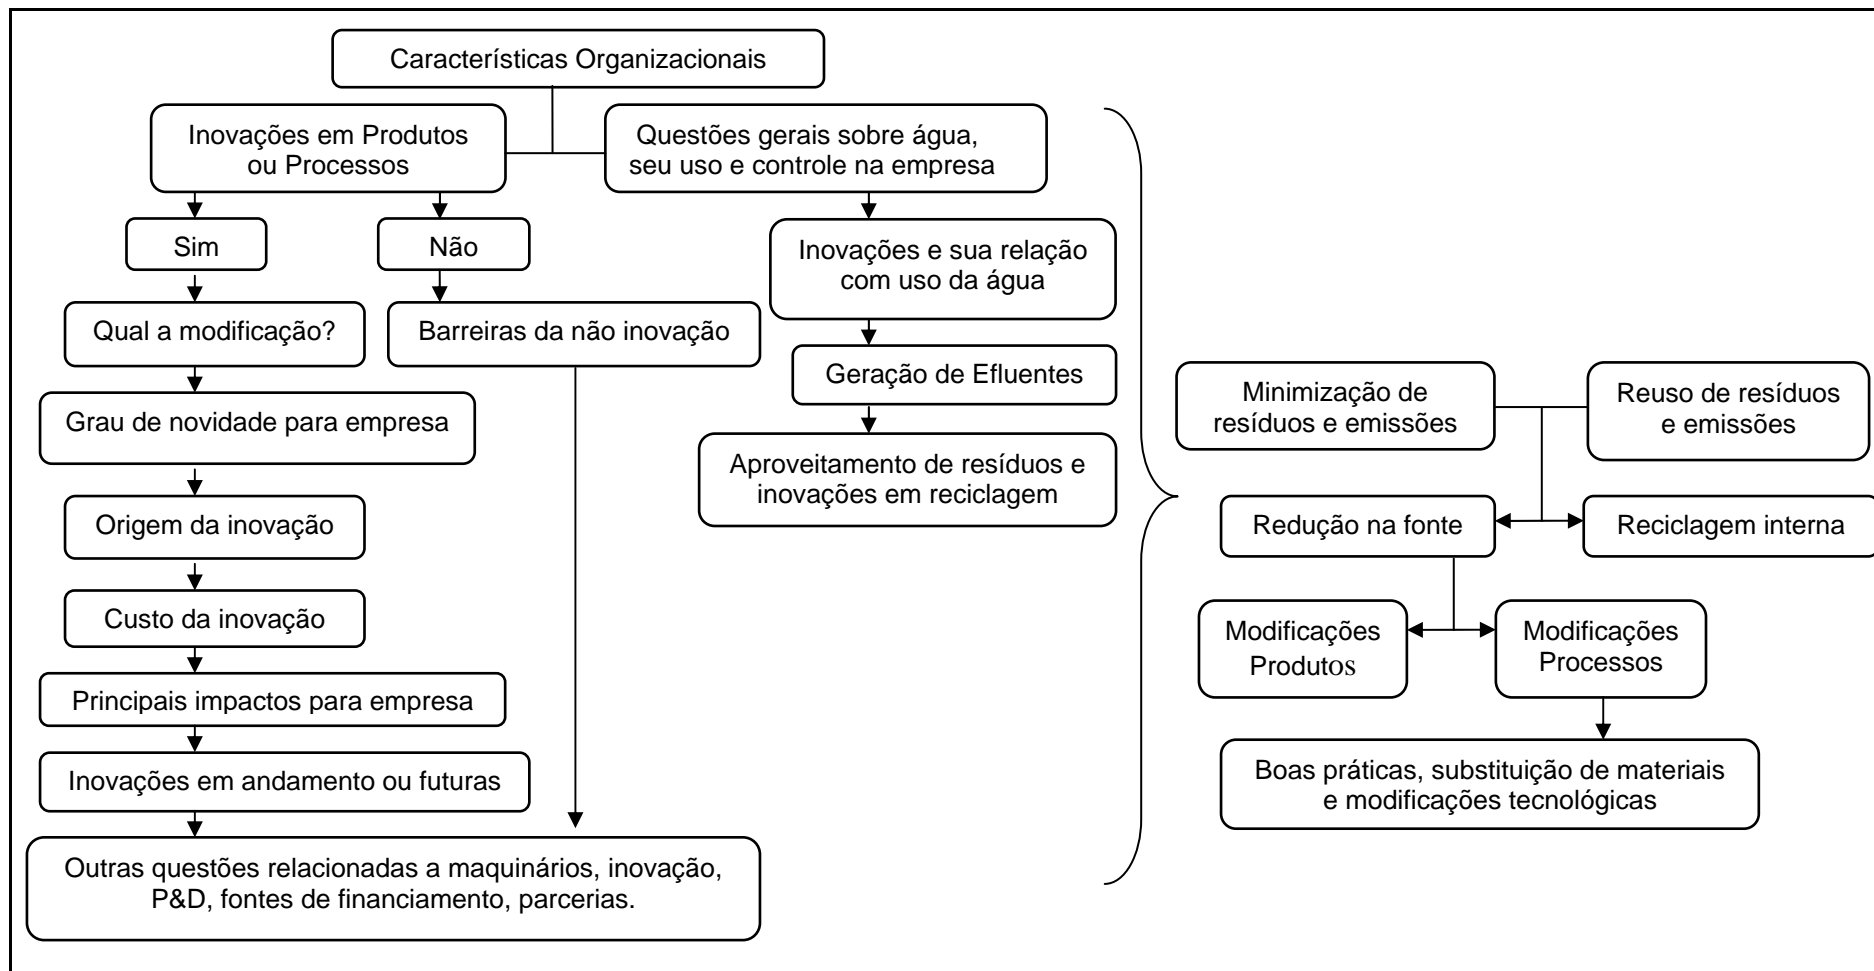 Características Organizacionais
Inovações em Produtos
ou Processos
Questões gerais sobre água,
seu uso e controle na empresa
Sim
Não
Inovações e sua relação
com uso da água
Qual a modificação?
Barreiras da não inovação
Geração de Efluentes
Grau de novidade para empresa
Aproveitamento de resíduos e
inovações em reciclagem
Origem da inovação
Custo da inovação
Principais impactos para empresa
Inovações em andamento ou futuras
Outras questões relacionadas a maquinários, inovação,
P&D, fontes de financiamento, parcerias.
Minimização de
resíduos e emissões
Reuso de resíduos
e emissões
Redução na fonte
Reciclagem interna
Modificações
Produtos
Modificações
Processos
Boas práticas, substituição de materiais
e modificações tecnológicas